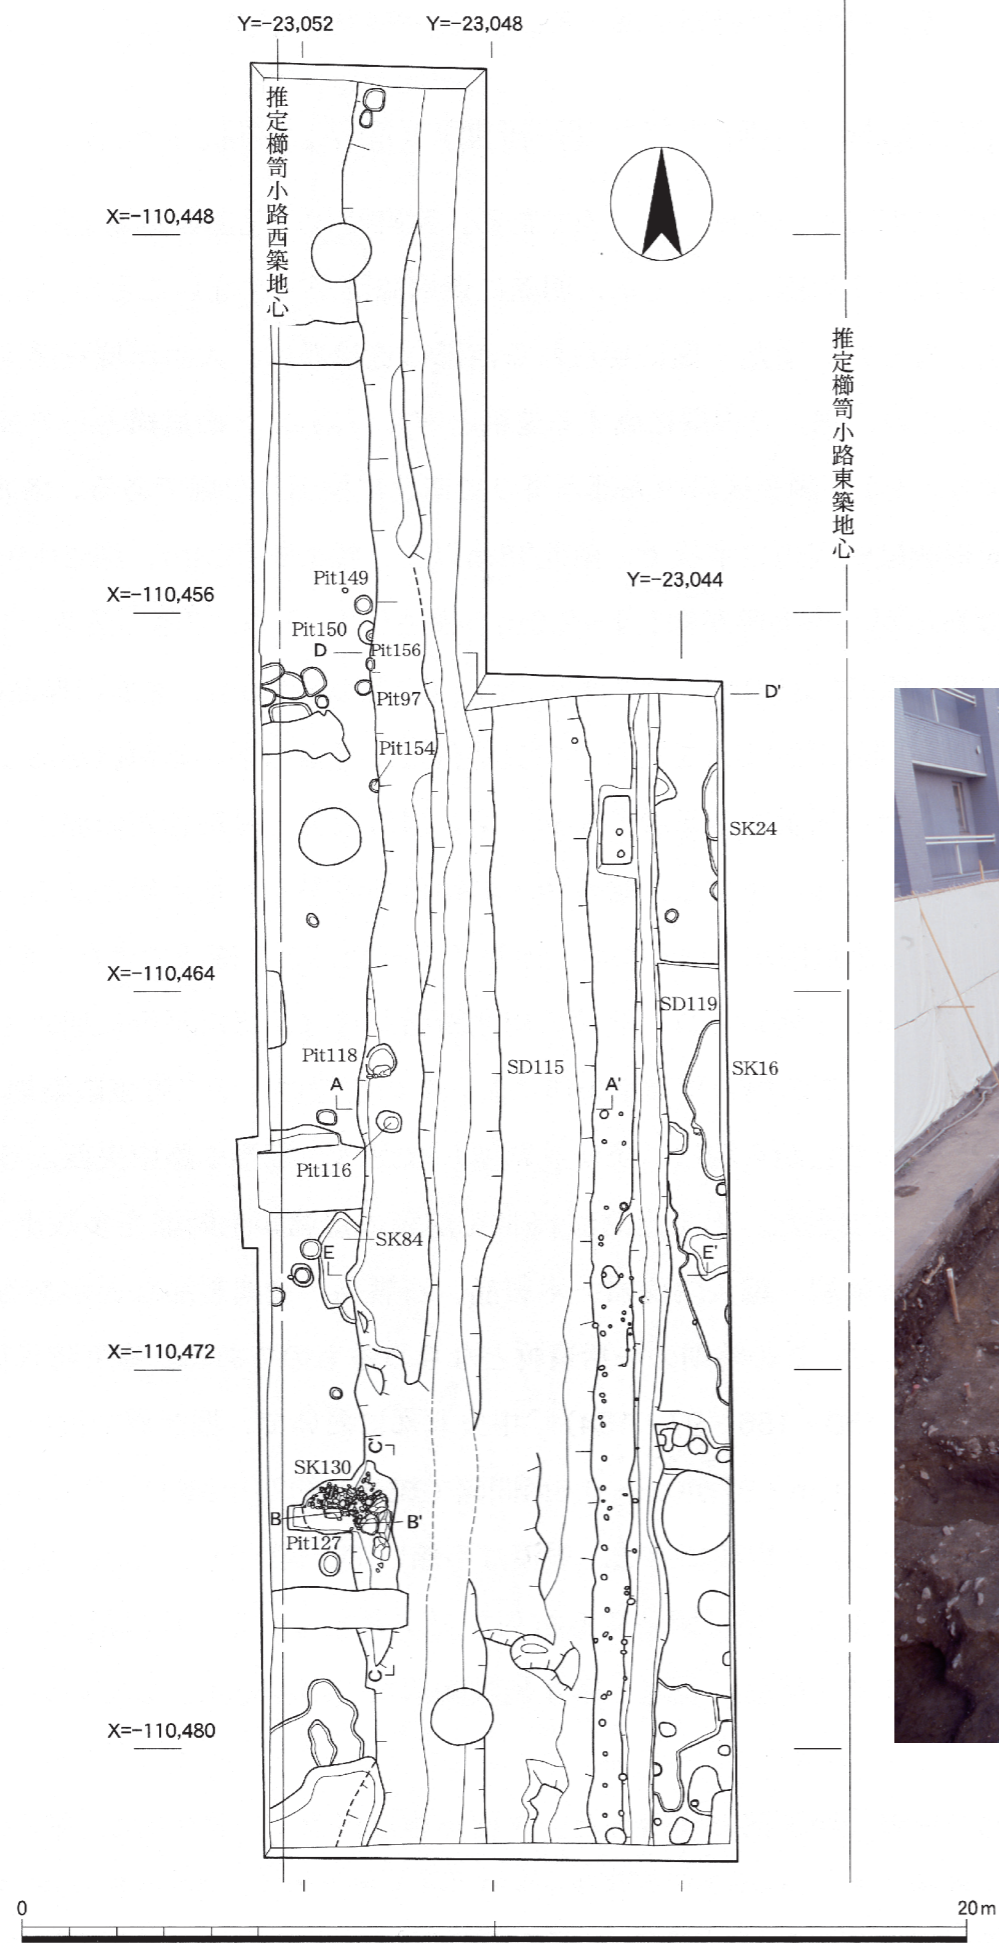 Y=−23,052
Y=−23,048
推定櫛笥小路西築地心
X=−110,448
推定櫛笥小路東築地心
Y=−23,044
Pit149
X=−110,456
Pit150
D
Pit156
D'
Pit97
Pit154
SK24
X=−110,464
SD119
Pit118
SD115
SK16
A
A'
Pit116
SK84
E
E'
X=−110,472
C'
SK130
B
B'
Pit127
C
X=−110,480
0
20m